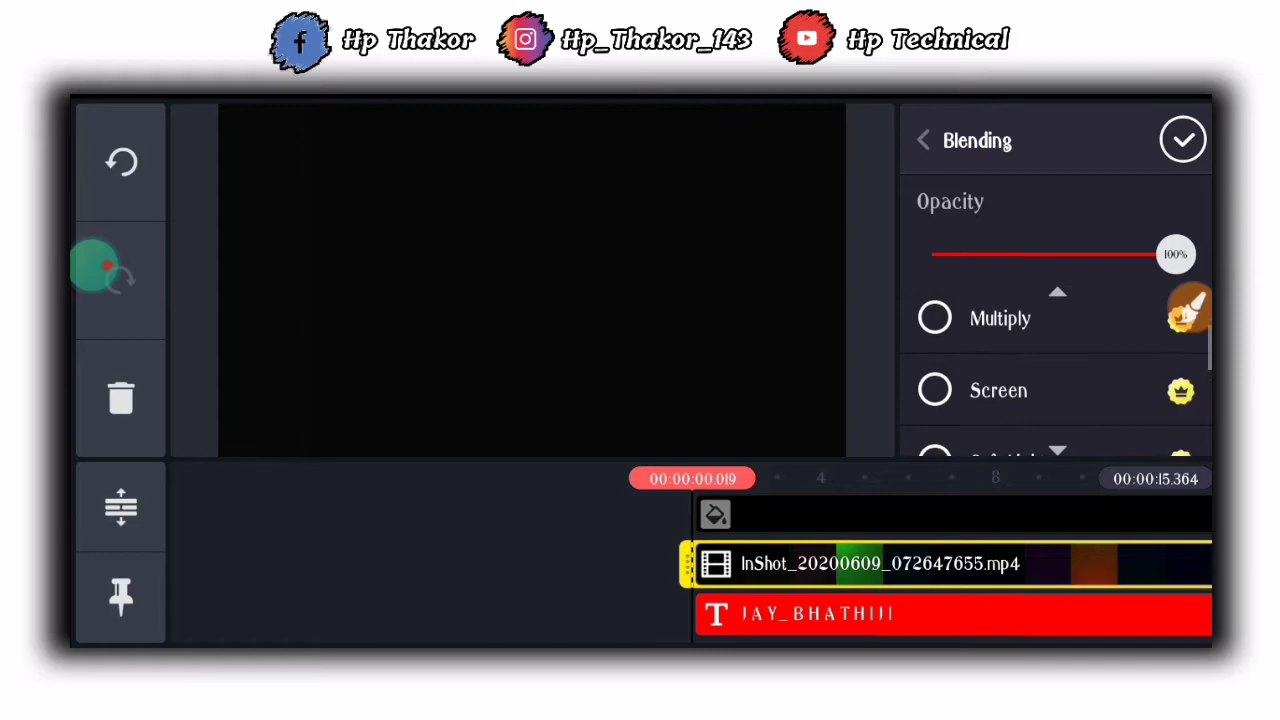 Hp Thakor
Hp_Thakor_143
Hp Technical
Blending
Opacity
100%
Multiply
Screen
00:00:00.019
4
8
00:00:15.364
InShot_20200609_072647655.mp4
JAY_BHATHIJI